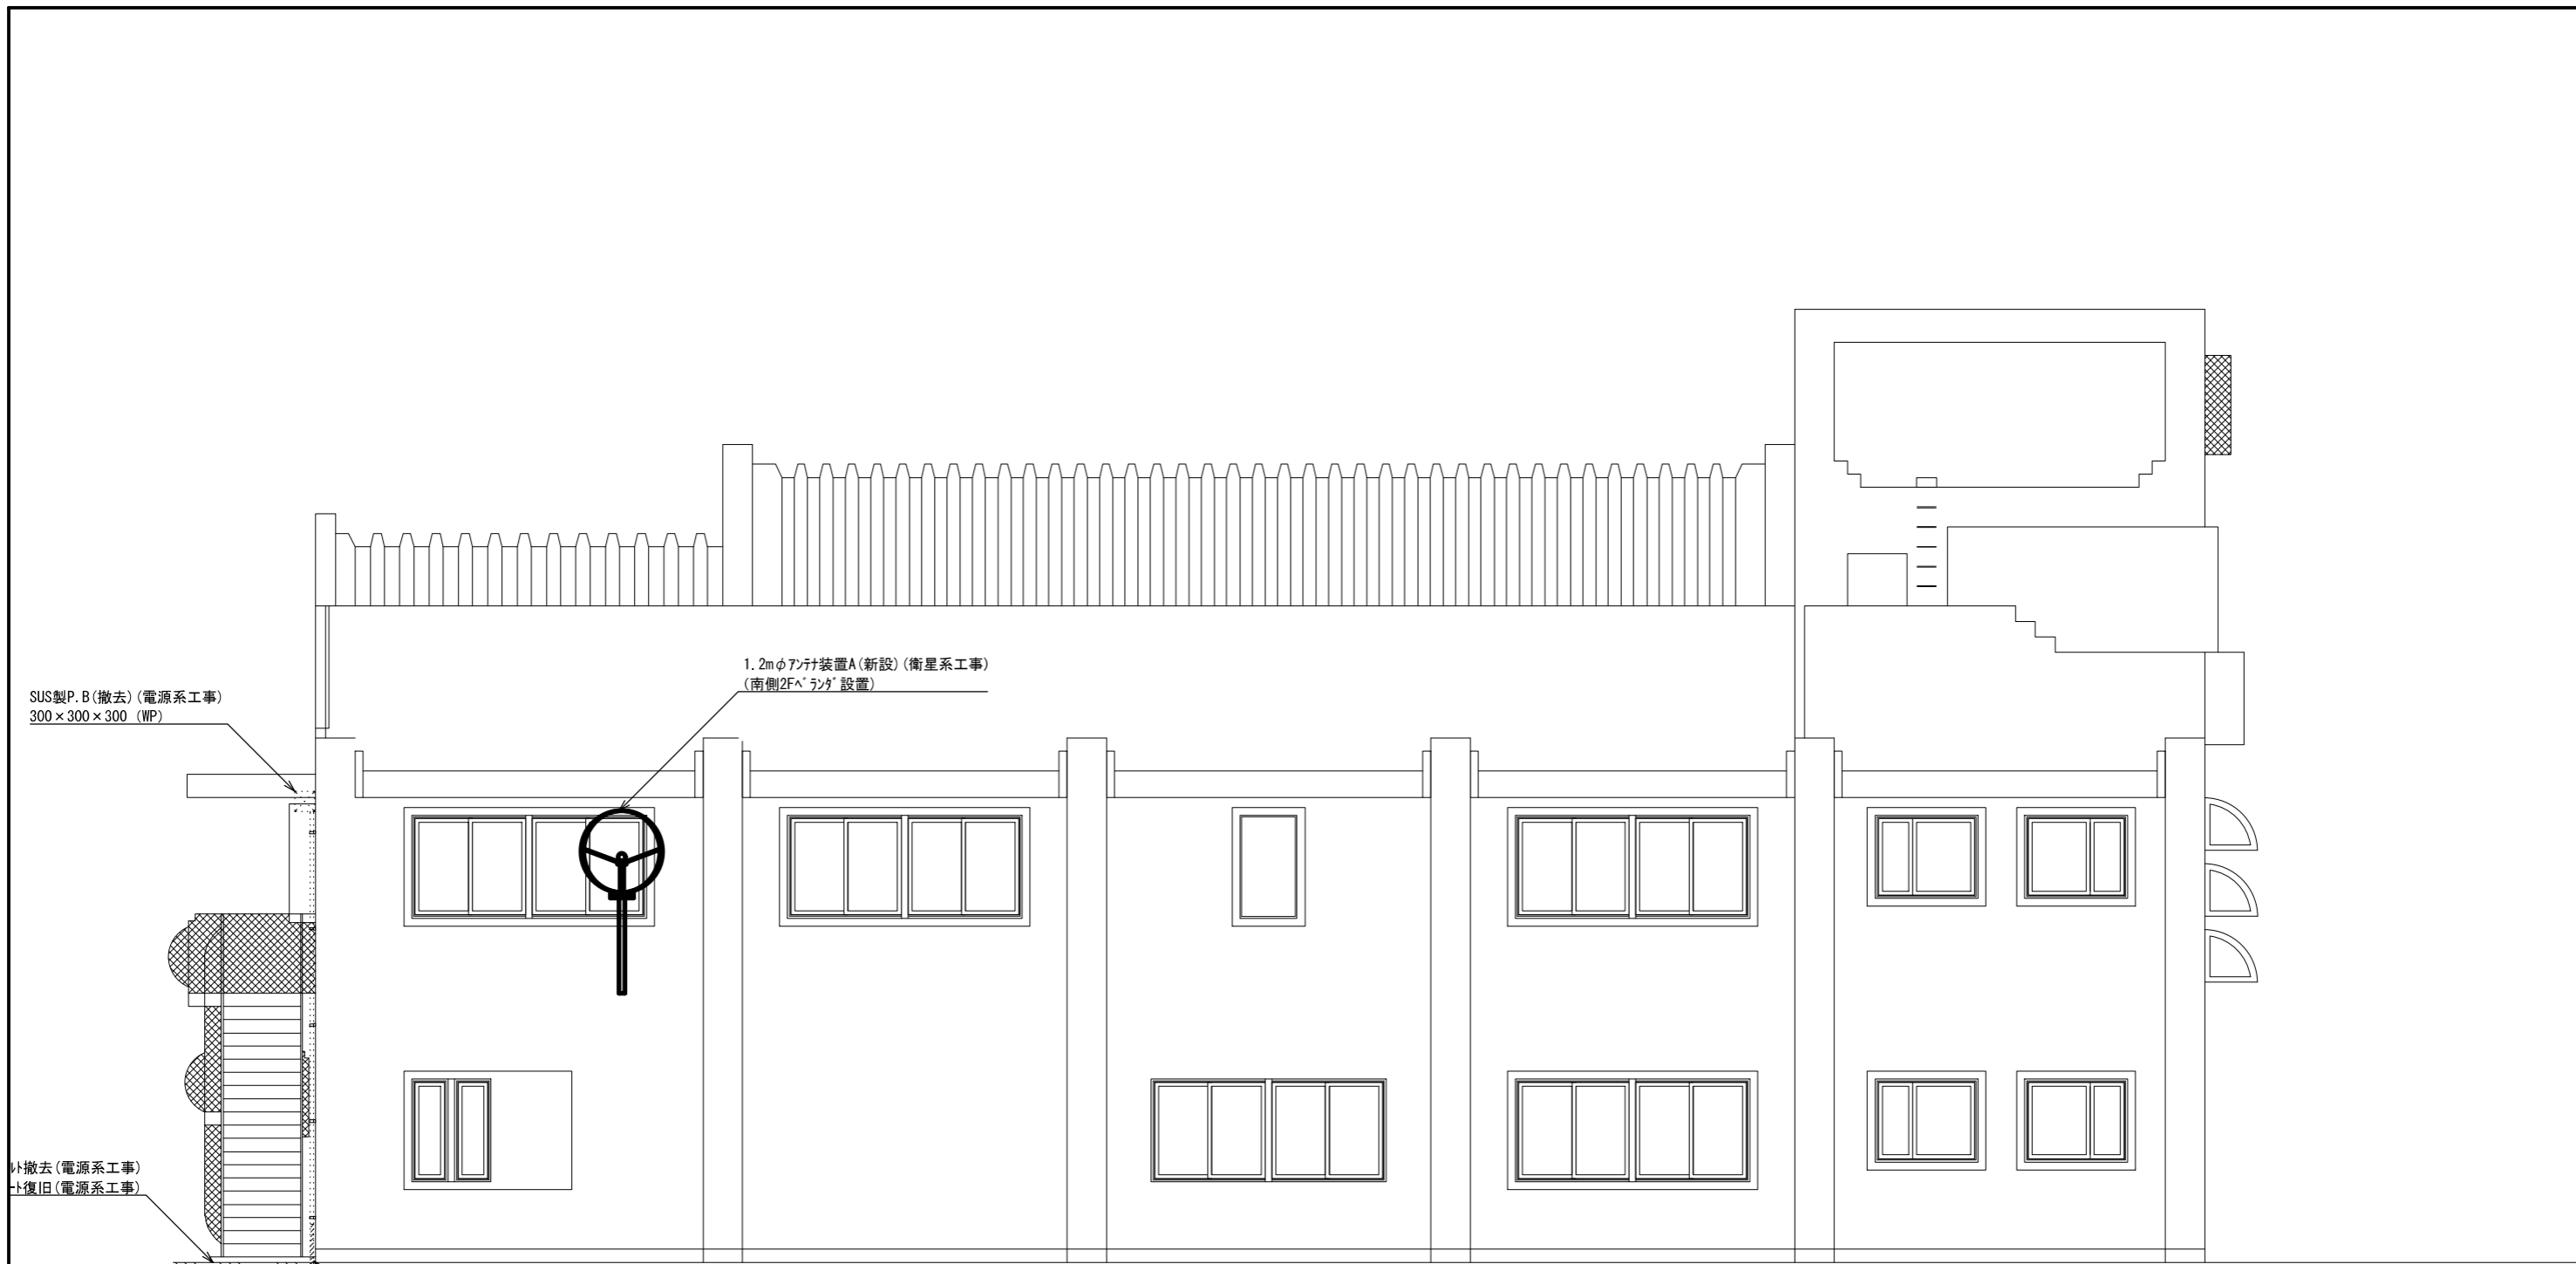 1.2mφｱﾝﾃﾅ装置A(新設)(衛星系工事)
(南側2Fﾍﾞﾗﾝﾀﾞ設置)
SUS製P.B(撤去)(電源系工事)
300×300×300 (WP)
ﾙﾄ撤去(電源系工事)
ｰﾄ復旧(電源系工事)